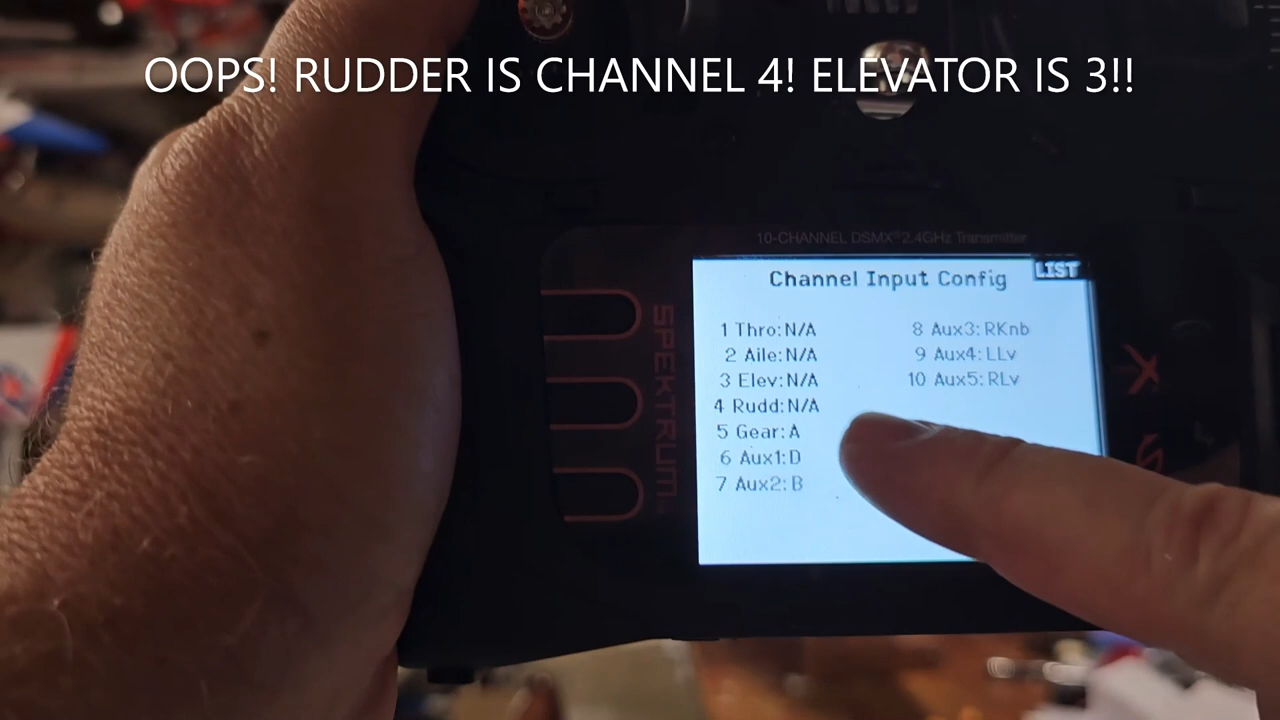 OOPS! RUDDER IS CHANNEL 4! ELEVATOR IS 3!!
10-CHANNEL DSMX® 2.4GHz Transmitter
SPEKTRUM
LIST
Channel Input Config
1 Thro: N/A
2 Aile: N/A
3 Elev: N/A
4 Rudd: N/A
5 Gear: A
6 Aux1: D
7 Aux2: B
8 Aux3: RKnb
9 Aux4: LLv
10 Aux5: RLv